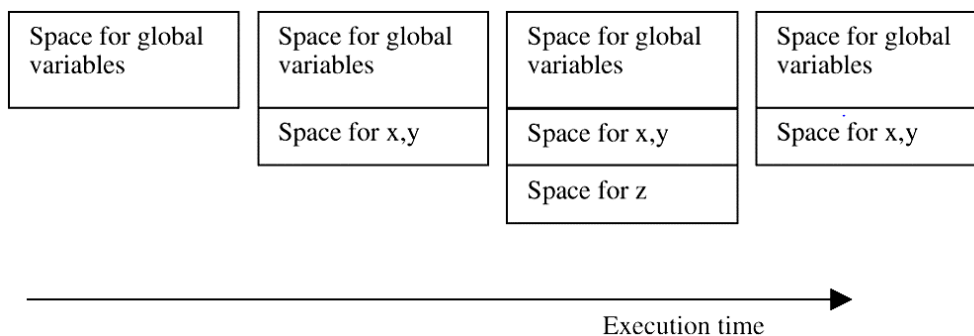 Space for global
variables
Space for global
variables
Space for x,y
Space for global
variables
Space for x,y
Space for z
Space for global
variables
Space for x,y
Execution time